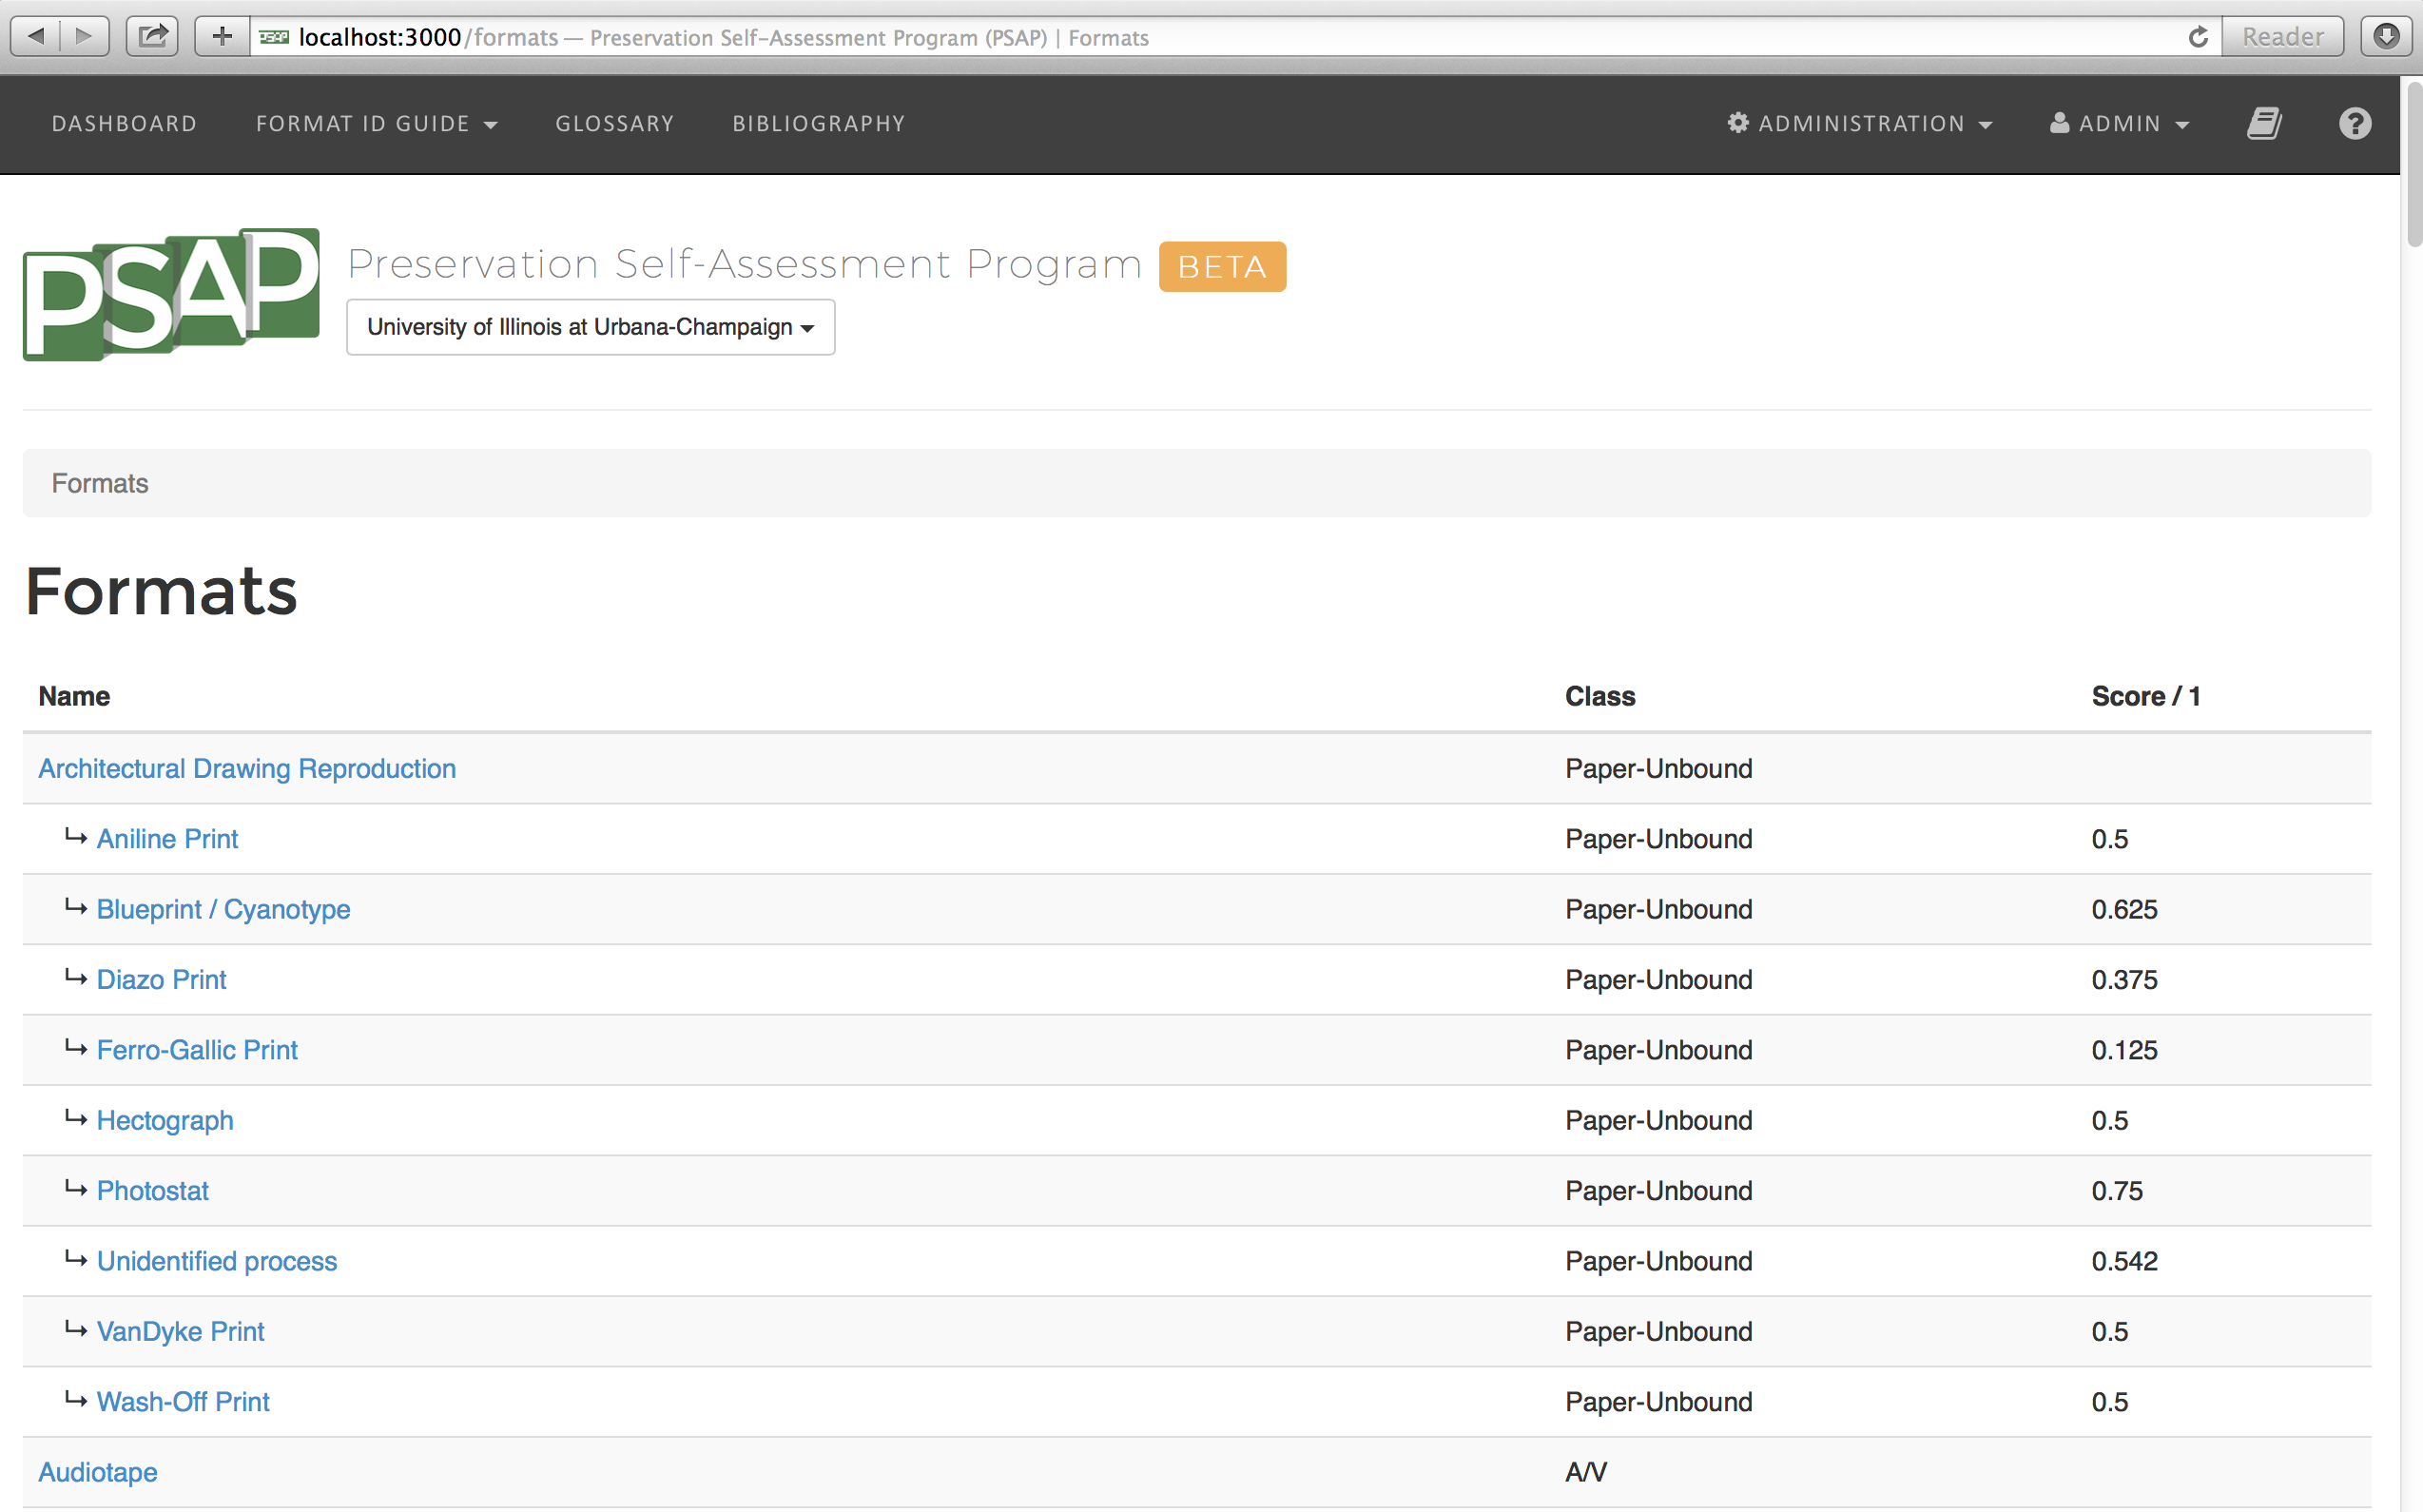 localhost:3000/formats — Preservation Self-Assessment Program (PSAP) | Formats
Reader
DASHBOARD FORMAT ID GUIDE GLOSSARY BIBLIOGRAPHY ADMINISTRATION ADMIN
PSAP
Preservation Self-Assessment Program BETA
University of Illinois at Urbana-Champaign
Formats
Formats
Name Class Score / 1
Architectural Drawing Reproduction Paper-Unbound
↳ Aniline Print Paper-Unbound 0.5
↳ Blueprint / Cyanotype Paper-Unbound 0.625
↳ Diazo Print Paper-Unbound 0.375
↳ Ferro-Gallic Print Paper-Unbound 0.125
↳ Hectograph Paper-Unbound 0.5
↳ Photostat Paper-Unbound 0.75
↳ Unidentified process Paper-Unbound 0.542
↳ VanDyke Print Paper-Unbound 0.5
↳ Wash-Off Print Paper-Unbound 0.5
Audiotape A/V